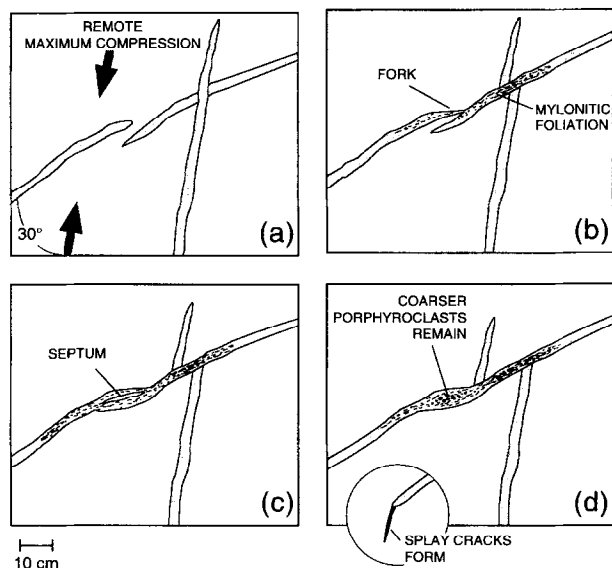 REMOTE
MAXIMUM COMPRESSION
30°
(a)
FORK
MYLONITIC
FOLIATION
(b)
SEPTUM
(c)
COARSER
PORPHYROCLASTS
REMAIN
(d)
SPLAY CRACKS
FORM
10 cm